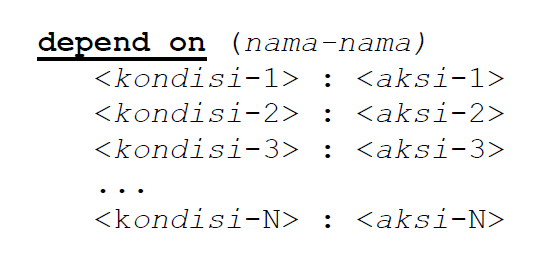 depend on (nama-nama)
<kondisi-1> : <aksi-1>
<kondisi-2> : <aksi-2>
<kondisi-3> : <aksi-3>
...
<kondisi-N> : <aksi-N>